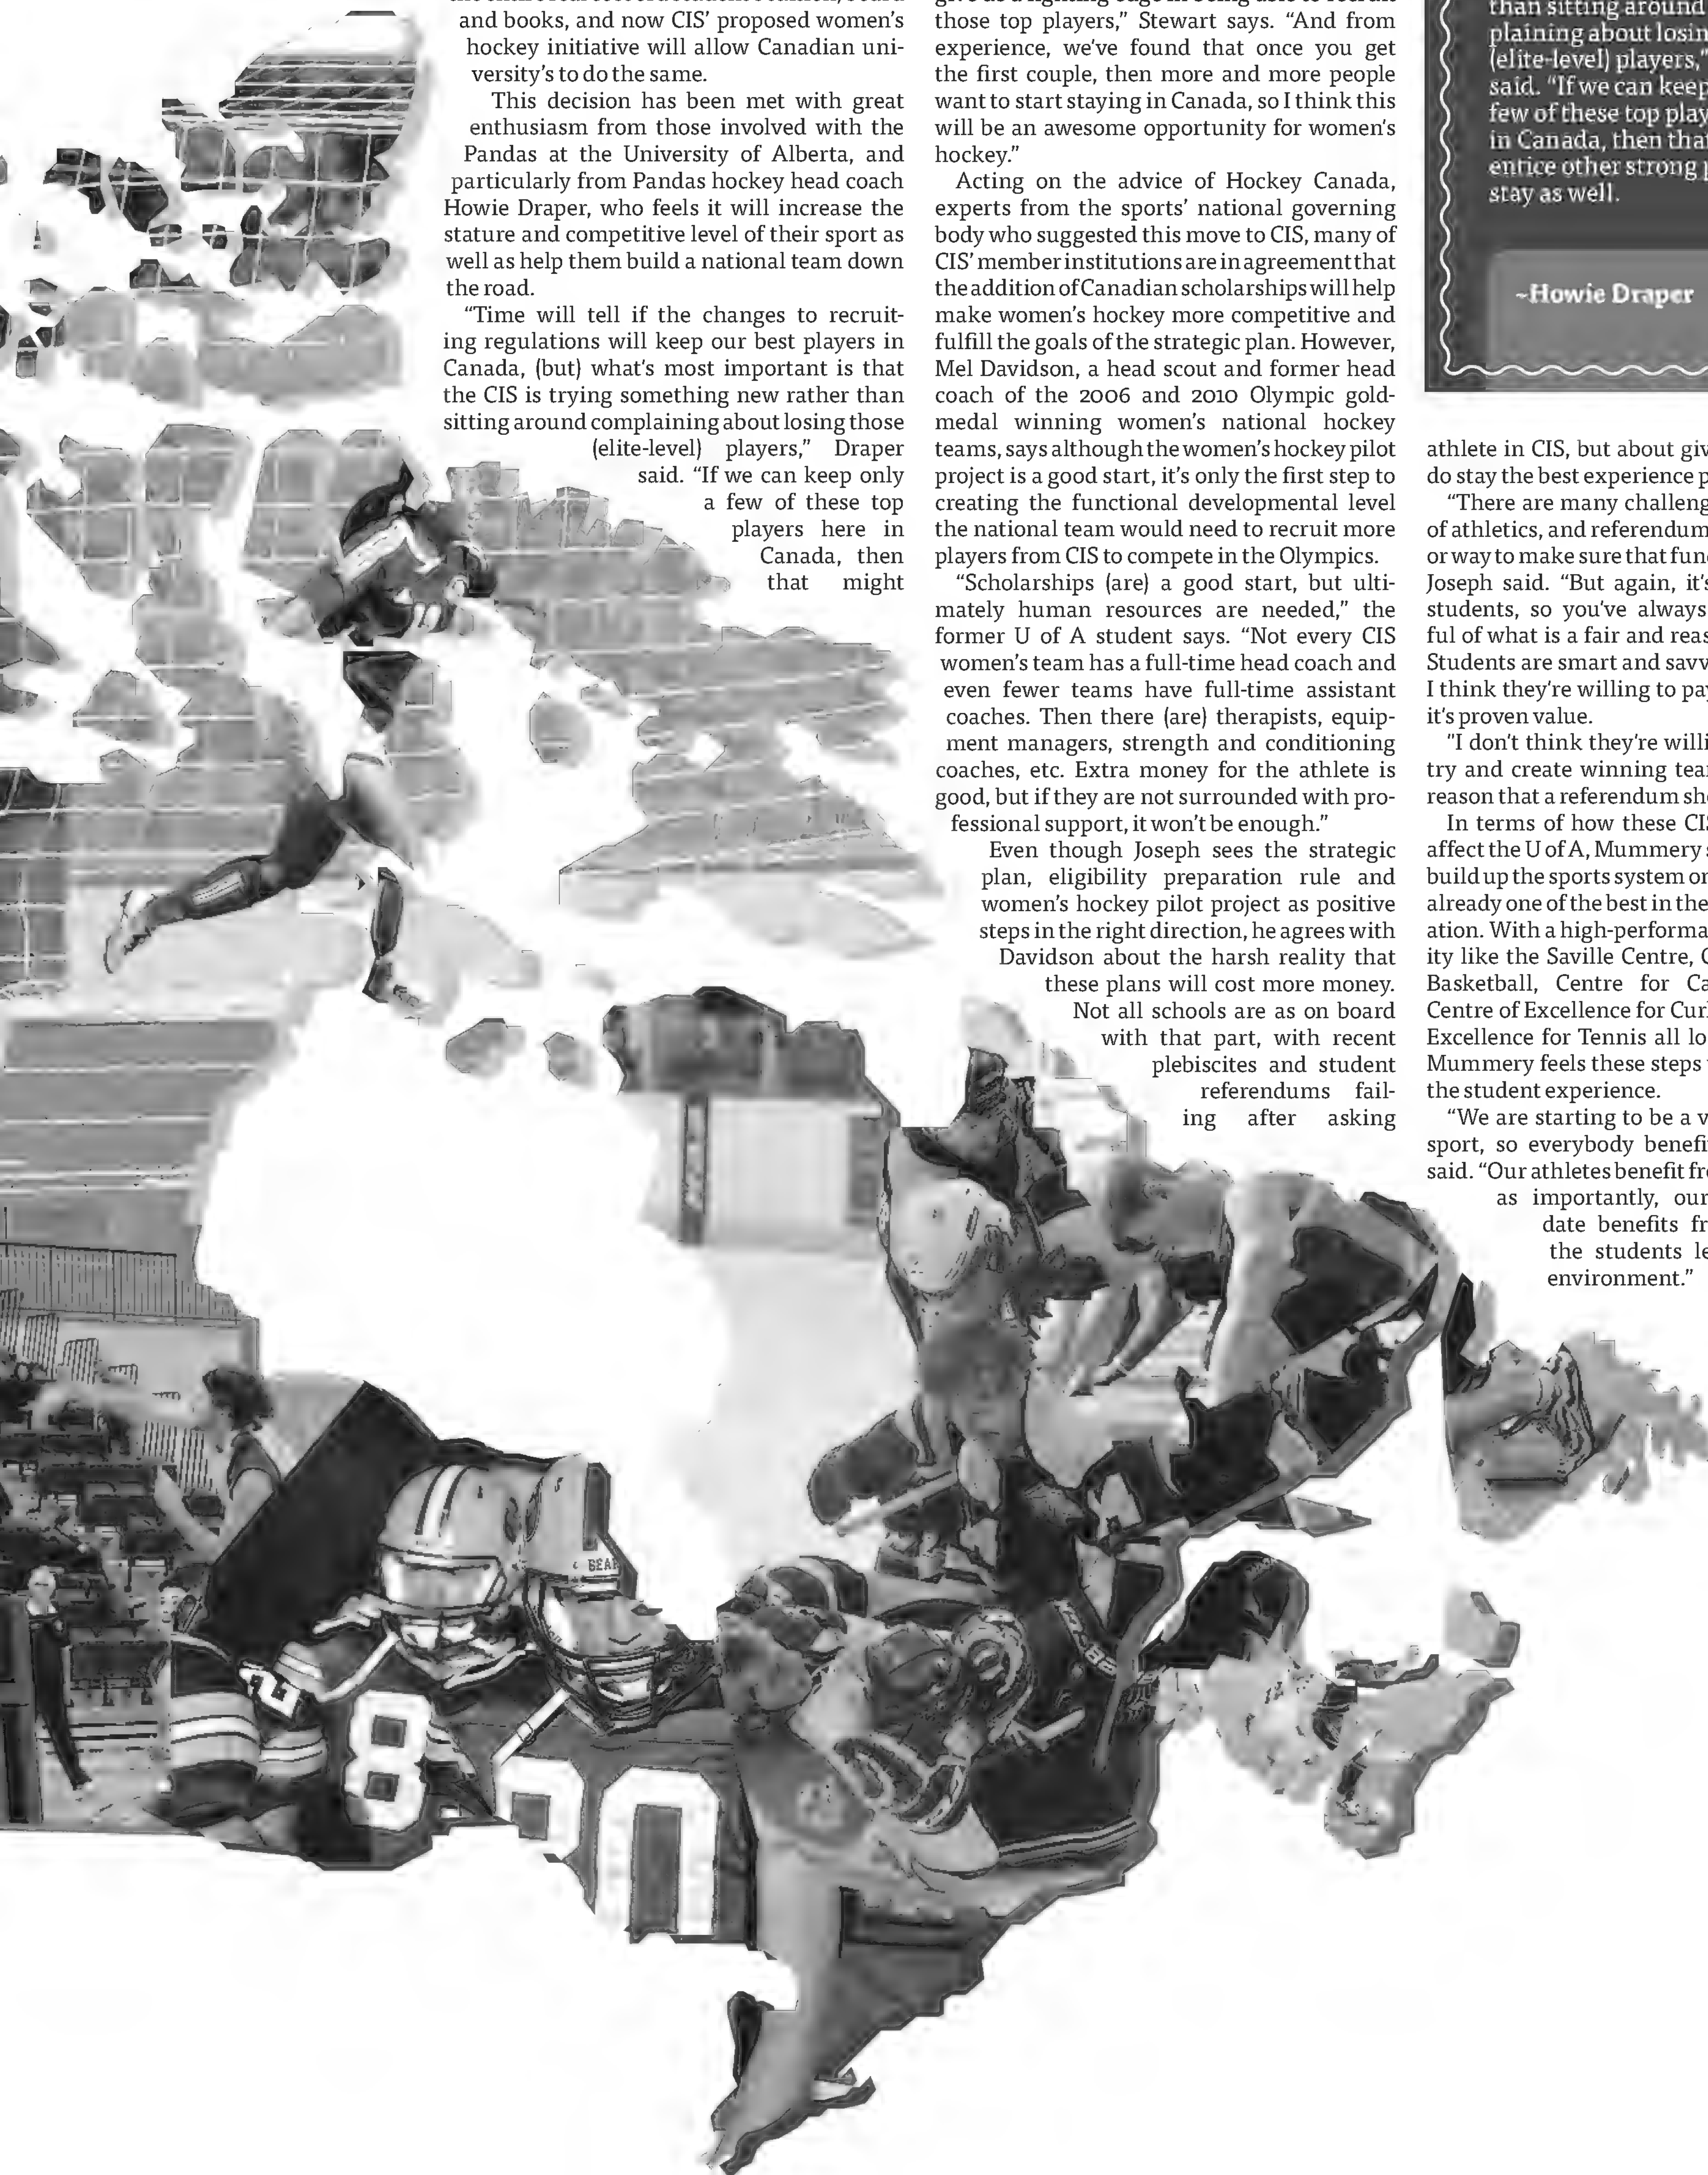 and books, and now CIS’ proposed women’s
hockey initiative will allow Canadian uni-
versity’s to do the same.
This decision has been met with great
enthusiasm from those involved with the
Pandas at the University of Alberta, and
particularly from Pandas hockey head coach
Howie Draper, who feels it will increase the
stature and competitive level of their sport as
well as help them build a national team down
the road.
“Time will tell if the changes to recruit-
ing regulations will keep our best players in
Canada, (but) what’s most important is that
the CIS is trying something new rather than
sitting around complaining about losing those
(elite-level) players,” Draper
said. “If we can keep only
a few of these top
players here in
Canada, then
that might
those top players,” Stewart says. “And from
experience, we’ve found that once you get
the first couple, then more and more people
want to start staying in Canada, so I think this
will be an awesome opportunity for women’s
hockey.”
Acting on the advice of Hockey Canada,
experts from the sports’ national governing
body who suggested this move to CIS, many of
CIS’ member institutions are in agreement that
the addition of Canadian scholarships will help
make women’s hockey more competitive and
fulfill the goals of the strategic plan. However,
Mel Davidson, a head scout and former head
coach of the 2006 and 2010 Olympic gold-
medal winning women’s national hockey
teams, says although the women’s hockey pilot
project is a good start, it’s only the first step to
creating the functional developmental level
the national team would need to recruit more
players from CIS to compete in the Olympics.
“Scholarships (are) a good start, but ulti-
mately human resources are needed,” the
former U of A student says. “Not every CIS
women’s team has a full-time head coach and
even fewer teams have full-time assistant
coaches. Then there (are) therapists, equip-
ment managers, strength and conditioning
coaches, etc. Extra money for the athlete is
good, but if they are not surrounded with pro-
fessional support, it won’t be enough.”
Even though Joseph sees the strategic
plan, eligibility preparation rule and
women’s hockey pilot project as positive
steps in the right direction, he agrees with
Davidson about the harsh reality that
these plans will cost more money.
Not all schools are as on board
with that part, with recent
plebiscites and student
referendums fail-
ing after asking
than sitting around
plaining about losin
(elite-level) players,”
said. “If we can keep
few of these top play
in Canada, then tha
entice other strong p
stay as well.
~Howie Draper
athlete in CIS, but about giv
do stay the best experience p
“There are many challeng
of athletics, and referendum
or way to make sure that fun
Joseph said. “But again, it’s
students, so you’ve always
ful of what is a fair and reas
Students are smart and savv
I think they’re willing to pay
it’s proven value.
"I don’t think they’re willi
try and create winning tea
reason that a referendum sh
In terms of how these CIS
affect the U of A, Mummery s
build up the sports system on
already one of the best in the
ation. With a high-performa
ity like the Saville Centre, C
Basketball, Centre for Ca
Centre of Excellence for Curl
Excellence for Tennis all lo
Mummery feels these steps
the student experience.
“We are starting to be a v
sport, so everybody benefi
said. “Our athletes benefit fr
as importantly, our
date benefits fr
the students le
environment.”
BEA
2
8